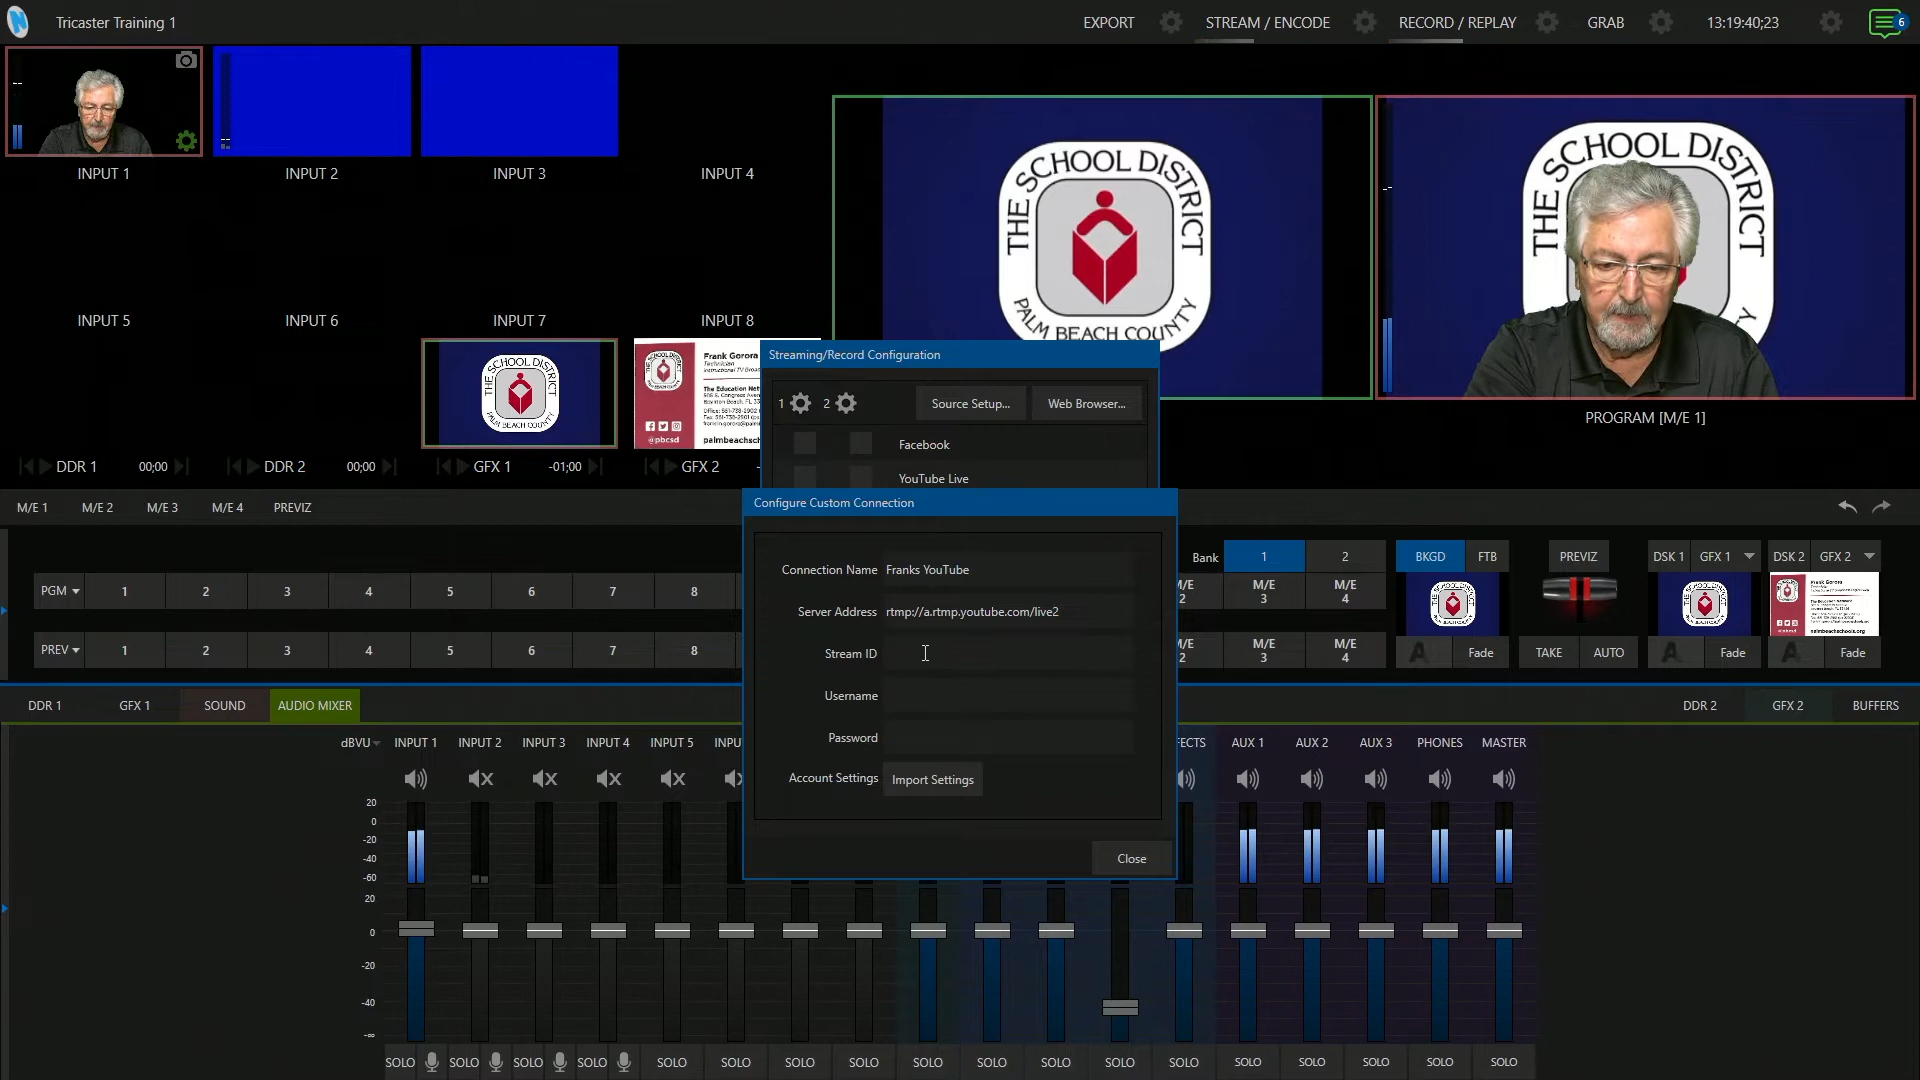 Tricaster Training 1
EXPORT
STREAM / ENCODE
RECORD / REPLAY
GRAB
13:19:40;23
6
INPUT 1
INPUT 2
INPUT 3
INPUT 4
THE SCHOOL DISTRICT
PALM BEACH COUNTY
THE SCHOOL DISTRICT
INPUT 5
INPUT 6
INPUT 7
INPUT 8
PROGRAM [M/E 1]
Frank Gorora
Technician
@pbcsd
palmbeachsch
DDR 1
00;00
DDR 2
00;00
GFX 1
-01;00
GFX 2
Streaming/Record Configuration
1
2
Source Setup...
Web Browser...
Facebook
YouTube Live
M/E 1
M/E 2
M/E 3
M/E 4
PREVIZ
Configure Custom Connection
Connection Name Franks YouTube
Server Address rtmp://a.rtmp.youtube.com/live2
Stream ID
Username
Password
Account Settings Import Settings
Close
PGM 1 2 3 4 5 6 7 8
PREV 1 2 3 4 5 6 7 8
Bank 1 2
M/E 3
M/E 4
M/E 3
M/E 4
BKGD FTB
PREVIZ
DSK 1 GFX 1
DSK 2 GFX 2
Fade
TAKE AUTO
Fade
Fade
DDR 1
GFX 1
SOUND
AUDIO MIXER
DDR 2
GFX 2
BUFFERS
dBVU
INPUT 1
INPUT 2
INPUT 3
INPUT 4
INPUT 5
INPU
FECTS
AUX 1
AUX 2
AUX 3
PHONES
MASTER
20
0
-20
-40
-60
20
0
-20
-40
-∞
SOLO SOLO SOLO SOLO SOLO SOLO SOLO SOLO SOLO SOLO SOLO SOLO SOLO SOLO SOLO SOLO SOLO SOLO